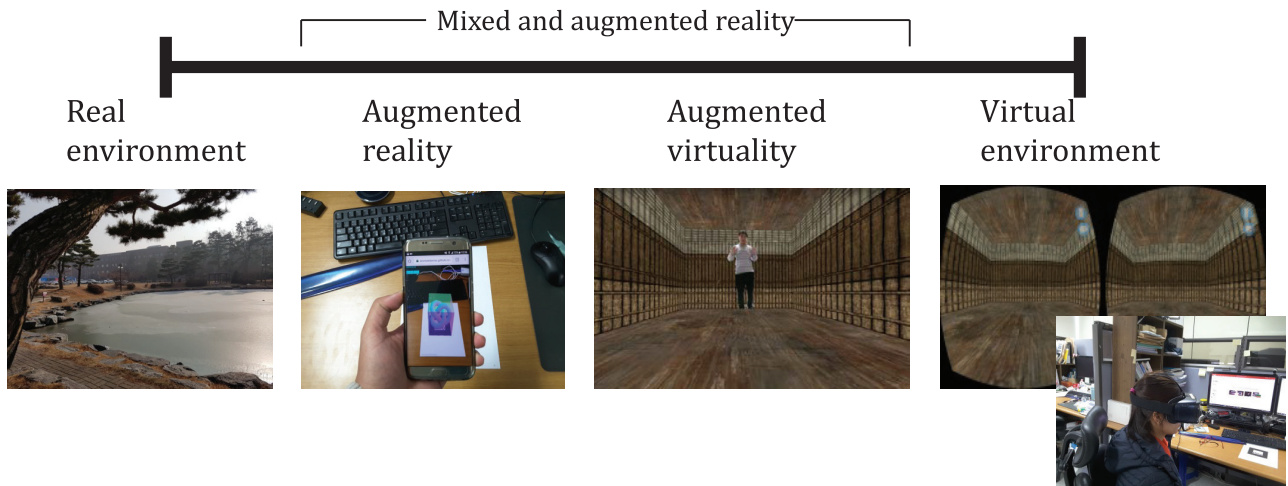 Mixed and augmented reality
Real
environment
Augmented
reality
Augmented
virtuality
Virtual
environment